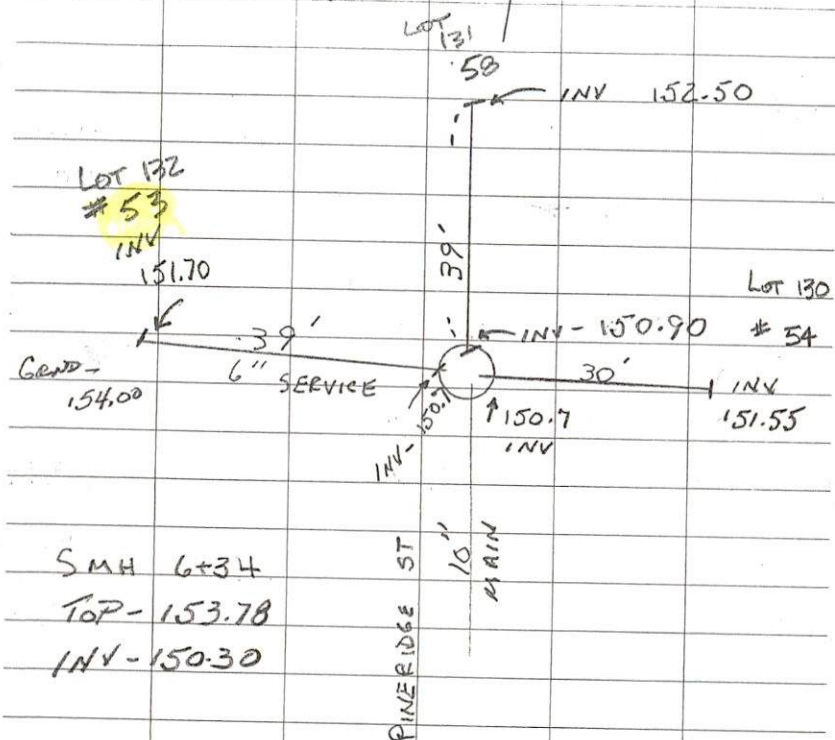 LOT
131
58
INV 152.50
LOT 132
# 53
INV
151.70
39'
LOT 130
# 54
INV - 150.90
39'
6" SERVICE
GRND -
154.00
30'
INV
151.55
INV - 150.7
150.7
INV
SMH 6+34
TOP - 153.78
INV - 150.30
PINERIDGE ST
10"
MAIN